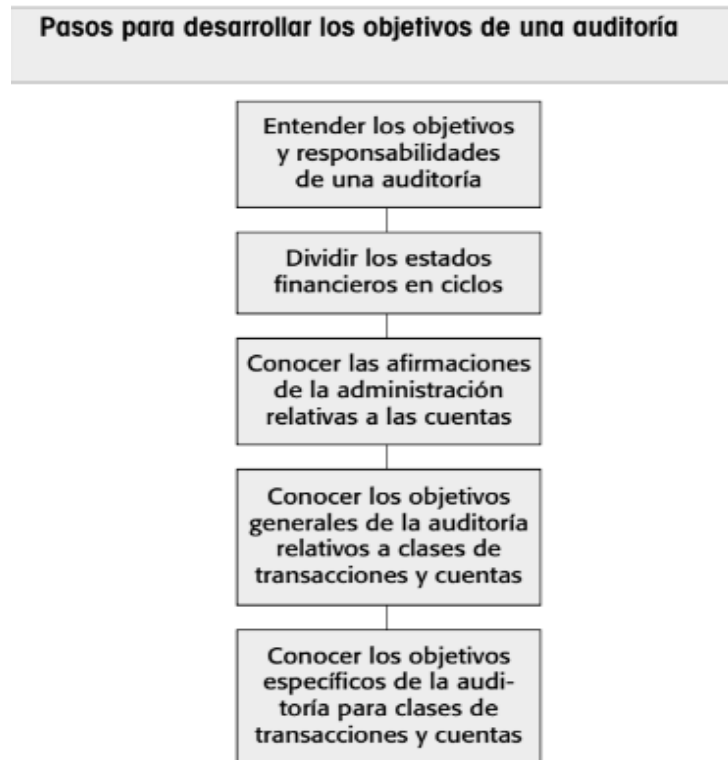 Pasos para desarrollar los objetivos de una auditoría
Entender los objetivos
y responsabilidades
de una auditoría
Dividir los estados
financieros en ciclos
Conocer las afirmaciones
de la administración
relativas a las cuentas
Conocer los objetivos
generales de la auditoría
relativos a clases de
transacciones y cuentas
Conocer los objetivos
específicos de la audi-
toría para clases de
transacciones y cuentas